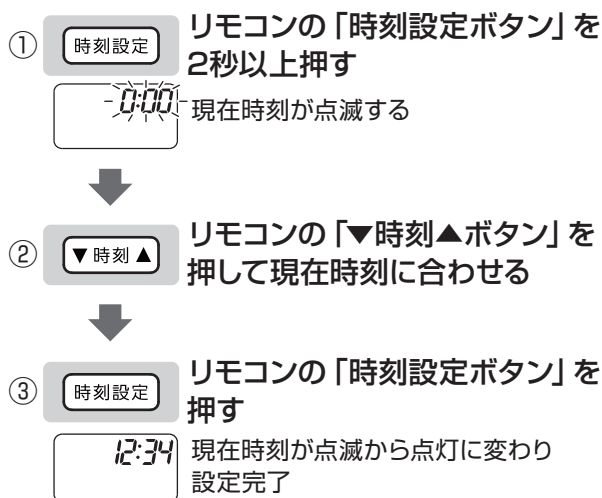 ①
時刻設定
リモコンの「時刻設定ボタン」を
2秒以上押す
0:00
現在時刻が点滅する
②
▼時刻▲
リモコンの「▼時刻▲ボタン」を
押して現在時刻に合わせる
③
時刻設定
リモコンの「時刻設定ボタン」を
押す
12:34
現在時刻が点滅から点灯に変わり
設定完了